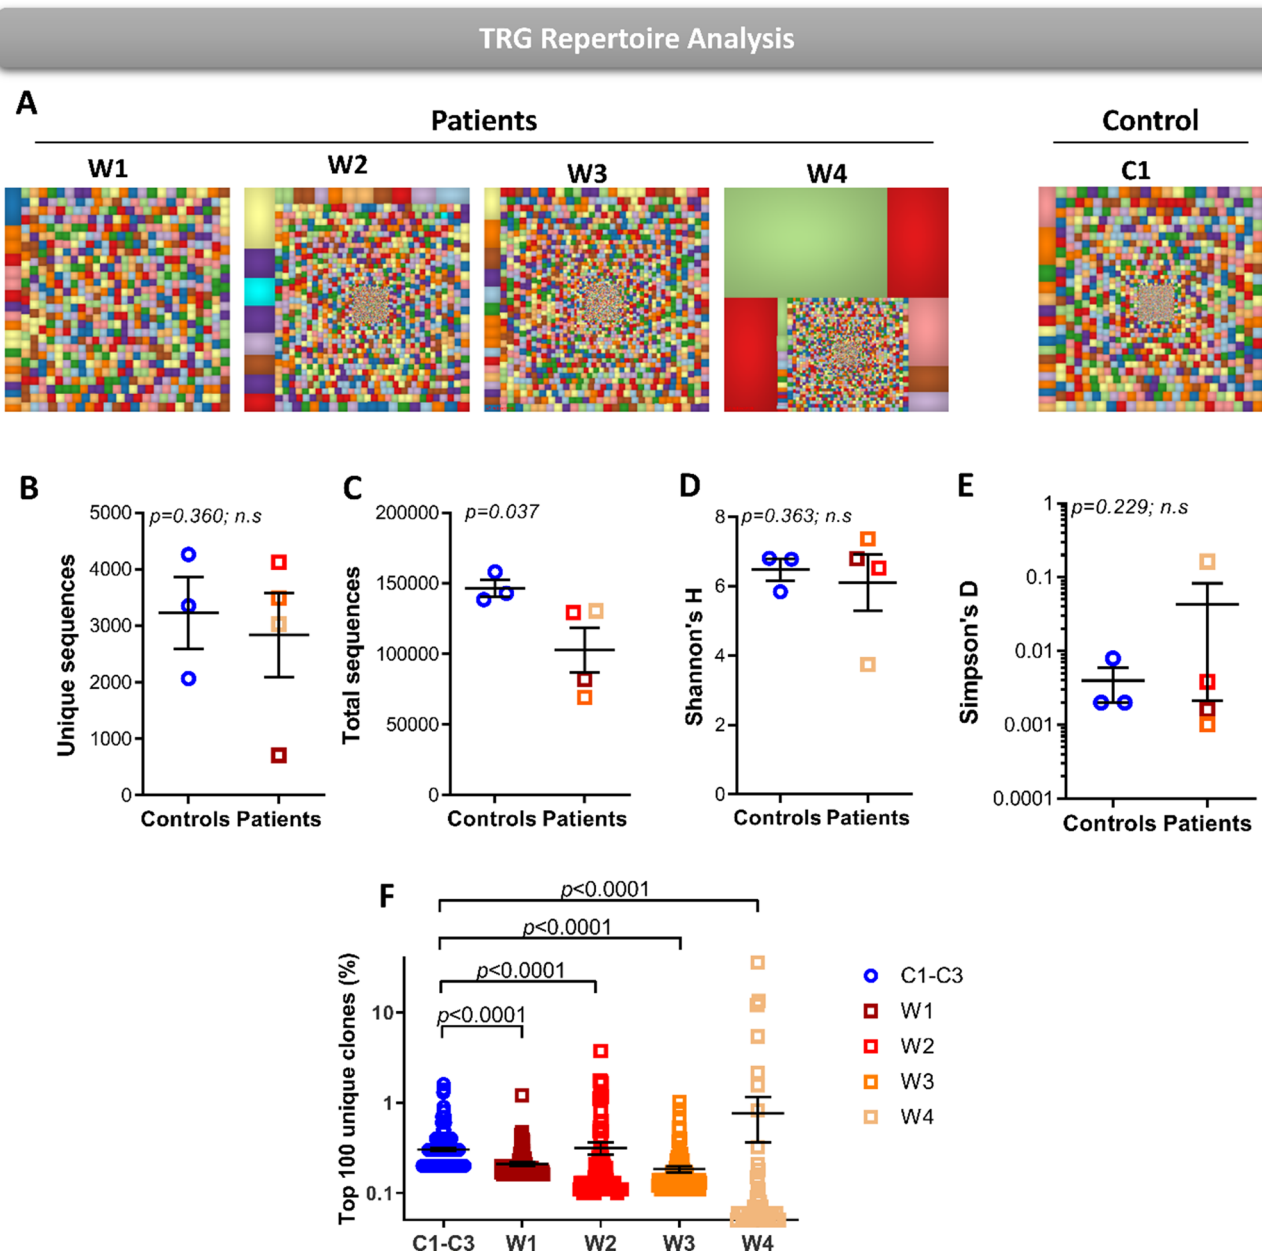 TRG Repertoire Analysis
A
Patients
Control
W1
W2
W3
W4
C1
B
5000
4000
3000
2000
1000
0
Unique sequences
p=0.360; n.s
Controls Patients
C
200000
150000
100000
50000
0
Total sequences
p=0.037
Controls Patients
D
8
6
4
2
0
Shannon's H
p=0.363; n.s
Controls Patients
E
1
0.1
0.01
0.001
0.0001
Simpson's D
p=0.229; n.s
Controls Patients
F
p<0.0001
p<0.0001
p<0.0001
p<0.0001
Top 100 unique clones (%)
10
1
0.1
C1-C3 W1 W2 W3 W4
C1-C3
W1
W2
W3
W4